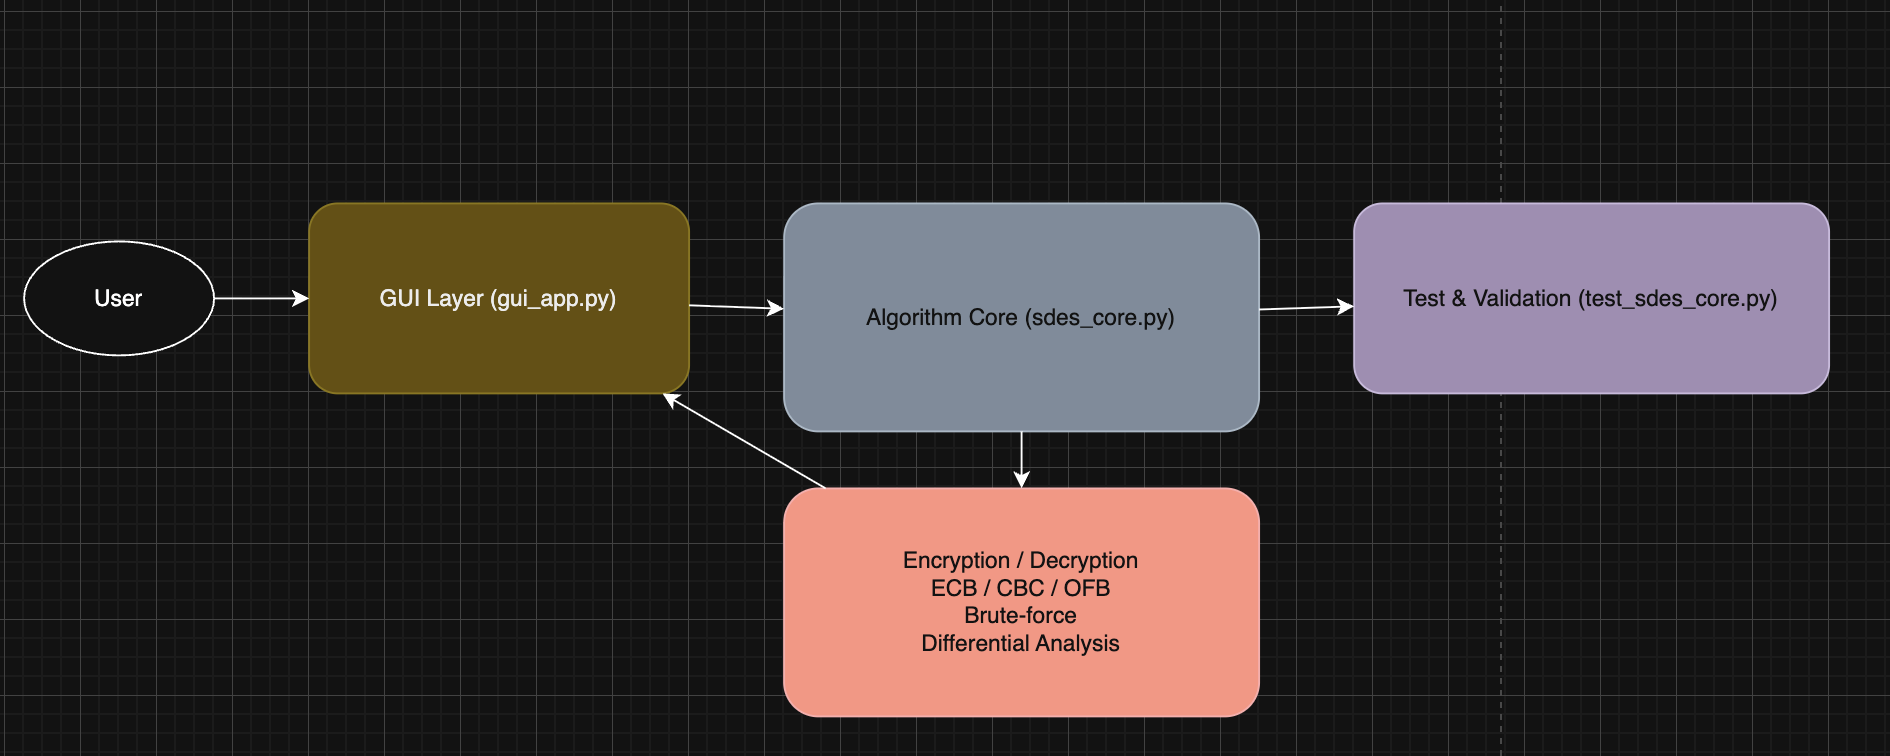 User
GUI Layer (gui_app.py)
Algorithm Core (sdes_core.py)
Test & Validation (test_sdes_core.py)
Encryption / Decryption
ECB / CBC / OFB
Brute-force
Differential Analysis